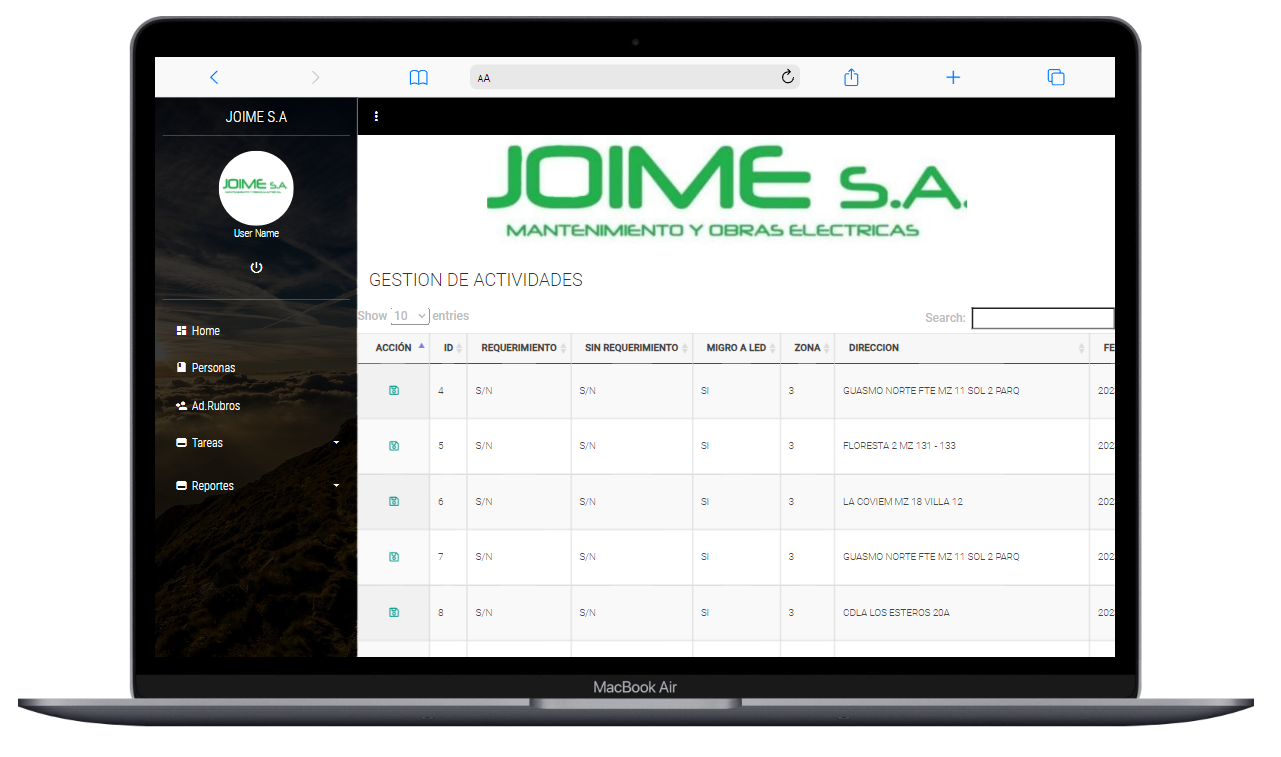 AA
JOIME S.A
JOIME S.A
User Name
Home
Personas
Ad.Rubros
Tareas
Reportes
JOIME S.A.
MANTENIMIENTO Y OBRAS ELECTRICAS
GESTION DE ACTIVIDADES
Show 10 entries
Search:
ACCIÓN ID REQUERIMIENTO SIN REQUERIMIENTO MIGRO A LED ZONA DIRECCION FE
4 S/N S/N SI 3 GUASMO NORTE FTE MZ 11 SOL 2 PARQ 202
5 S/N S/N SI 3 FLORESTA 2 MZ 131 - 133 202
6 S/N S/N SI 3 LA COVIEM MZ 18 VILLA 12 202
7 S/N S/N SI 3 GUASMO NORTE FTE MZ 11 SOL 2 PARQ 202
8 S/N S/N SI 3 CDLA LOS ESTEROS 20A 202
MacBook Air